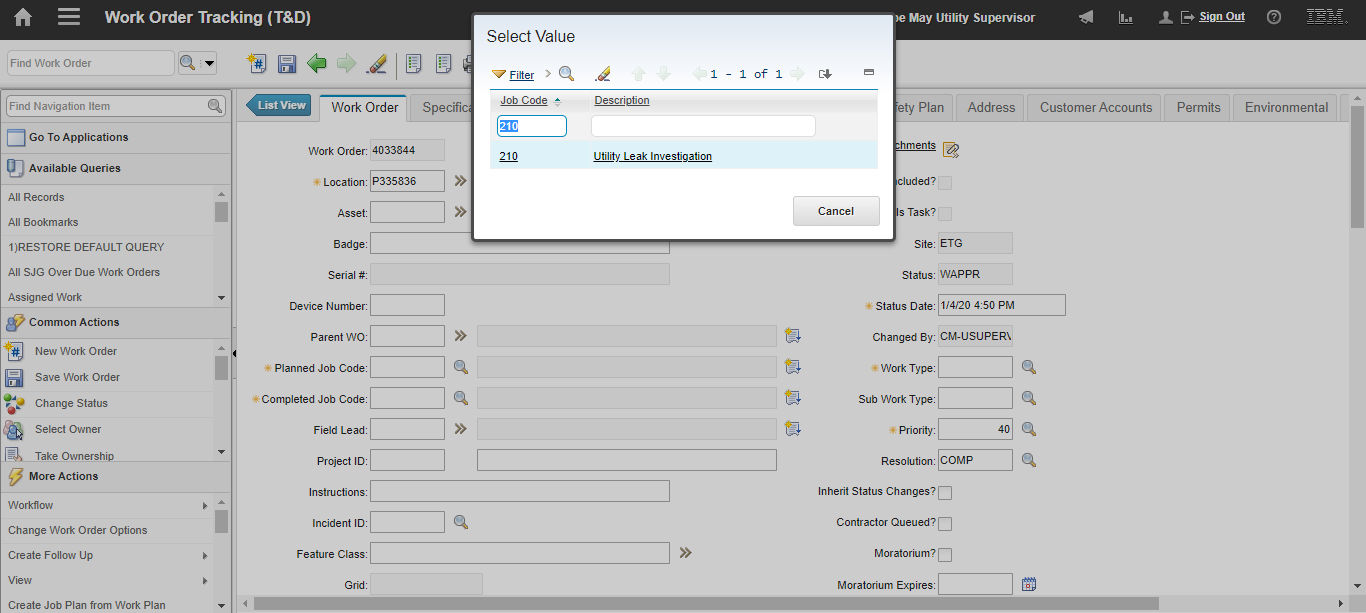 Work Order Tracking (T&D)
pe May Utility Supervisor
Sign Out
IBM.
Find Work Order
Find Navigation Item
Go To Applications
Available Queries
All Records
All Bookmarks
1)RESTORE DEFAULT QUERY
All SJG Over Due Work Orders
Assigned Work
Common Actions
New Work Order
Save Work Order
Change Status
Select Owner
Take Ownership
More Actions
Workflow
Change Work Order Options
Create Follow Up
View
Create Job Plan from Work Plan
List View
Work Order
Specifica
fety Plan
Address
Customer Accounts
Permits
Environmental
Select Value
Filter
1 - 1 of 1
Job Code
Description
210
210
Utility Leak Investigation
Cancel
Work Order: 4033844
Location: P335836
Asset:
Badge:
Serial #:
Device Number:
Parent WO:
Planned Job Code:
Completed Job Code:
Field Lead:
Project ID:
Instructions:
Incident ID:
Feature Class:
Grid:
chments
ncluded?
Is Task?
Site: ETG
Status: WAPPR
Status Date: 1/4/20 4:50 PM
Changed By: CM-USUPERV
Work Type:
Sub Work Type:
Priority: 40
Resolution: COMP
Inherit Status Changes?
Contractor Queued?
Moratorium?
Moratorium Expires: